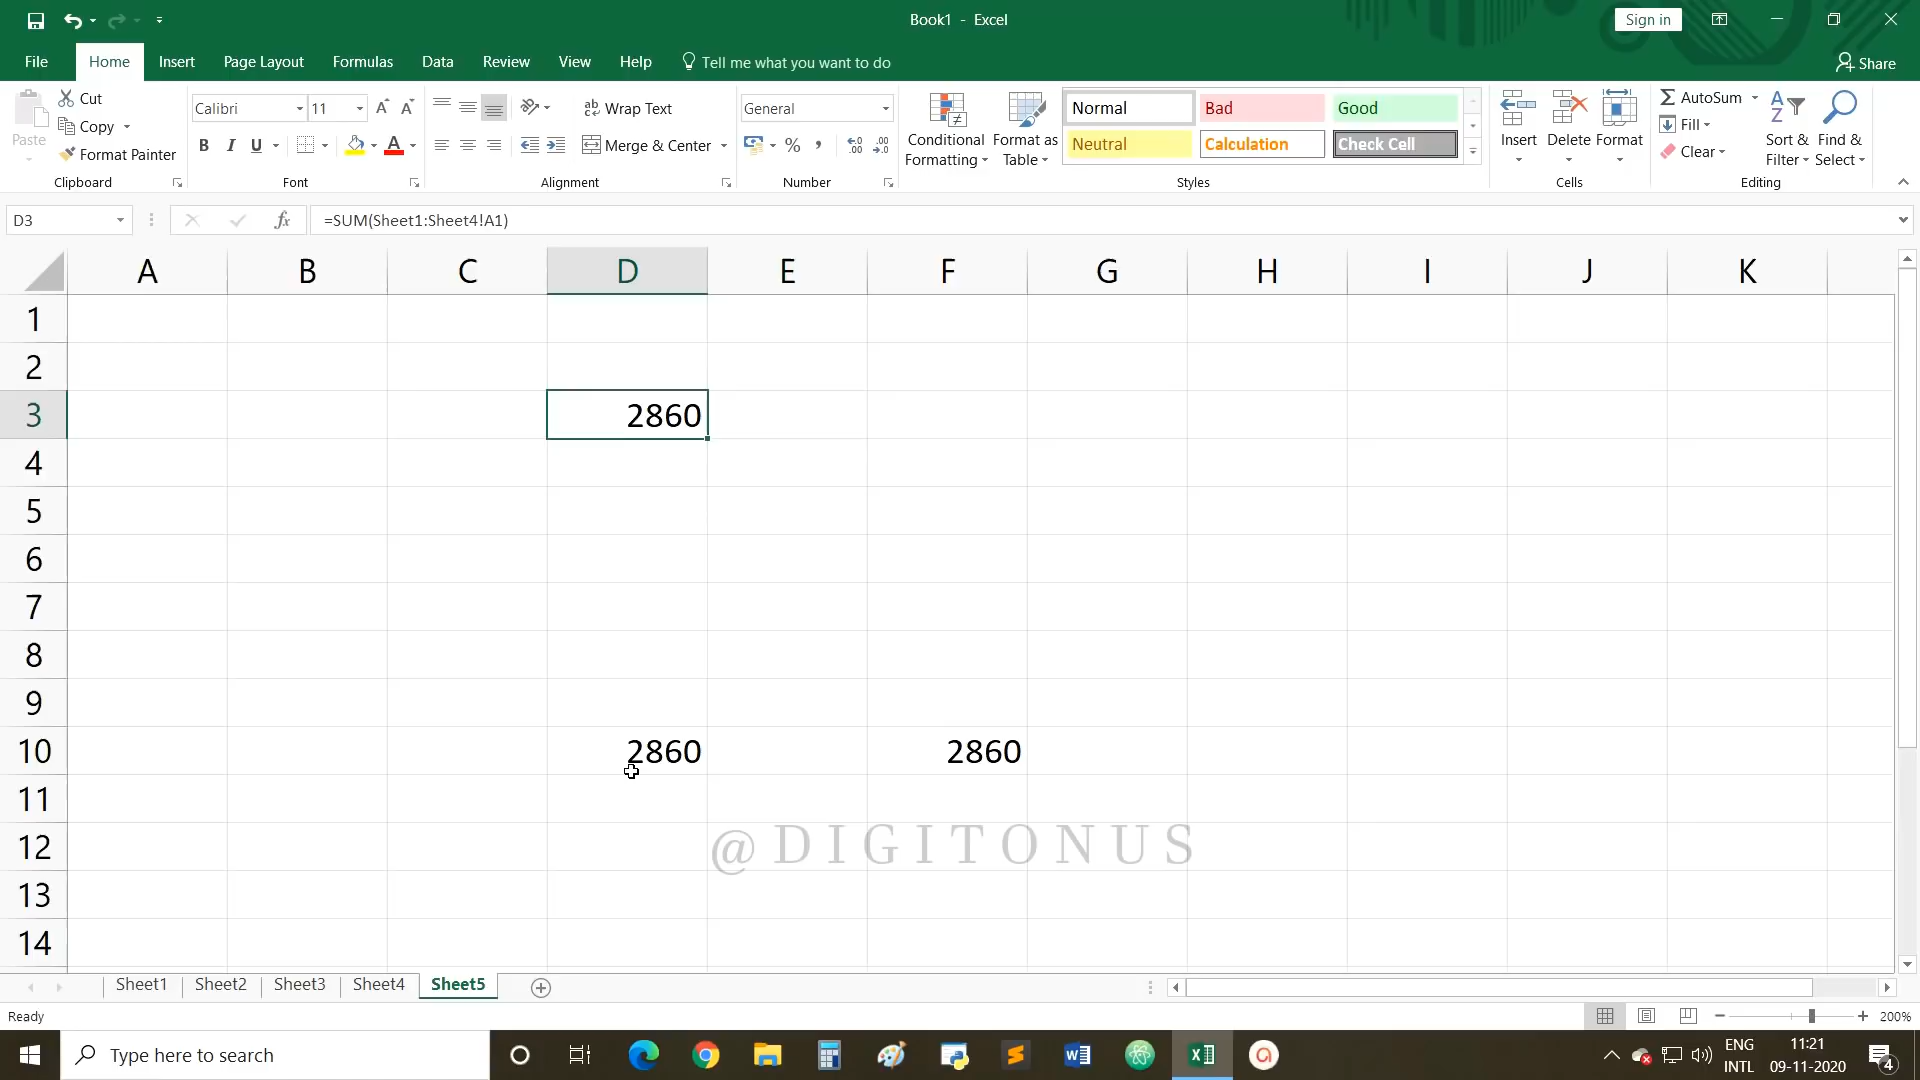 Book1 - Excel
Sign in
File Home Insert Page Layout Formulas Data Review View Help Tell me what you want to do Share
Paste
Cut
Copy
Format Painter
Clipboard
Calibri 11
B I U
Font
Wrap Text
Merge & Center
Alignment
General
Number
Conditional Formatting
Format as Table
Normal Bad Good
Neutral Calculation Check Cell
Styles
Insert Delete Format
Cells
AutoSum
Fill
Clear
Sort & Filter
Find & Select
Editing
D3 fx =SUM(Sheet1:Sheet4!A1)
A B C D E F G H I J K
1
2
3 2860
4
5
6
7
8
9
10 2860 2860
11
12
@DIGITONUS
13
14
Sheet1 Sheet2 Sheet3 Sheet4 Sheet5
Ready 200%
Type here to search
ENG
INTL
11:21
09-11-2020
4